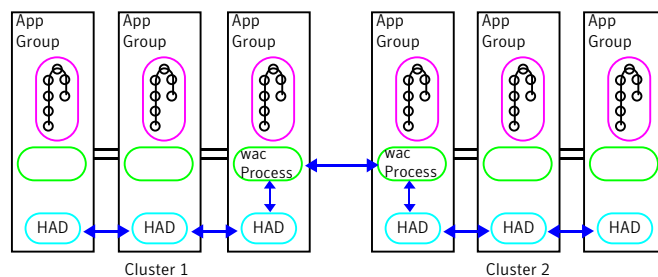 App
Group
App
Group
App
Group
App
Group
App
Group
App
Group
wac
Process
wac
Process
HAD
HAD
HAD
HAD
HAD
HAD
Cluster 1
Cluster 2